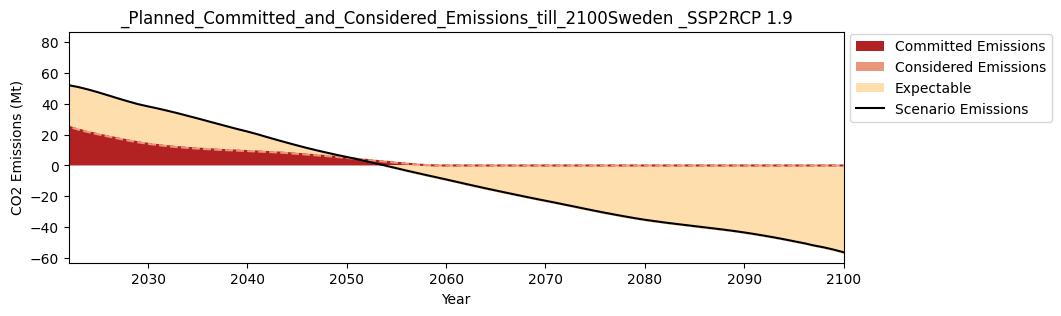 _Planned_Committed_and_Considered_Emissions_till_2100Sweden _SSP2RCP 1.9
CO2 Emissions (Mt)
80
60
40
20
0
−20
−40
−60
2030
2040
2050
2060
2070
2080
2090
2100
Year
Committed Emissions
Considered Emissions
Expectable
Scenario Emissions